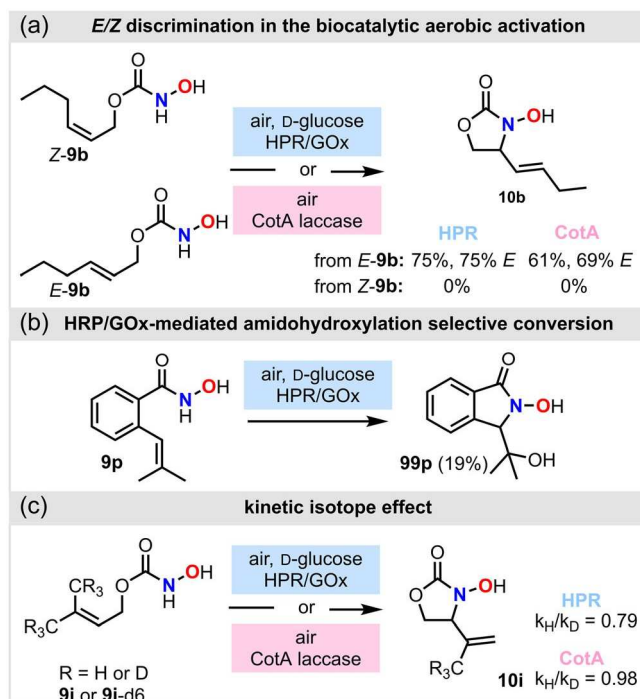 (a) E/Z discrimination in the biocatalytic aerobic activation
O
O N OH
H
Z-9b
O
O N OH
H
E-9b
air, D-glucose
HPR/GOx
or
air
CotA laccase
O
O N OH
10b
HPR CotA
from E-9b: 75%, 75% E 61%, 69% E
from Z-9b: 0% 0%
(b) HRP/GOx-mediated amidohydroxylation selective conversion
O
N OH
H
9p
air, D-glucose
HPR/GOx
O
N OH
OH
99p (19%)
(c) kinetic isotope effect
O
CR3 O N OH
H
R3C
R = H or D
9i or 9i-d6
air, D-glucose
HPR/GOx
or
air
CotA laccase
O
O N OH
R3C
10i
HPR
kH/kD = 0.79
CotA
kH/kD = 0.98